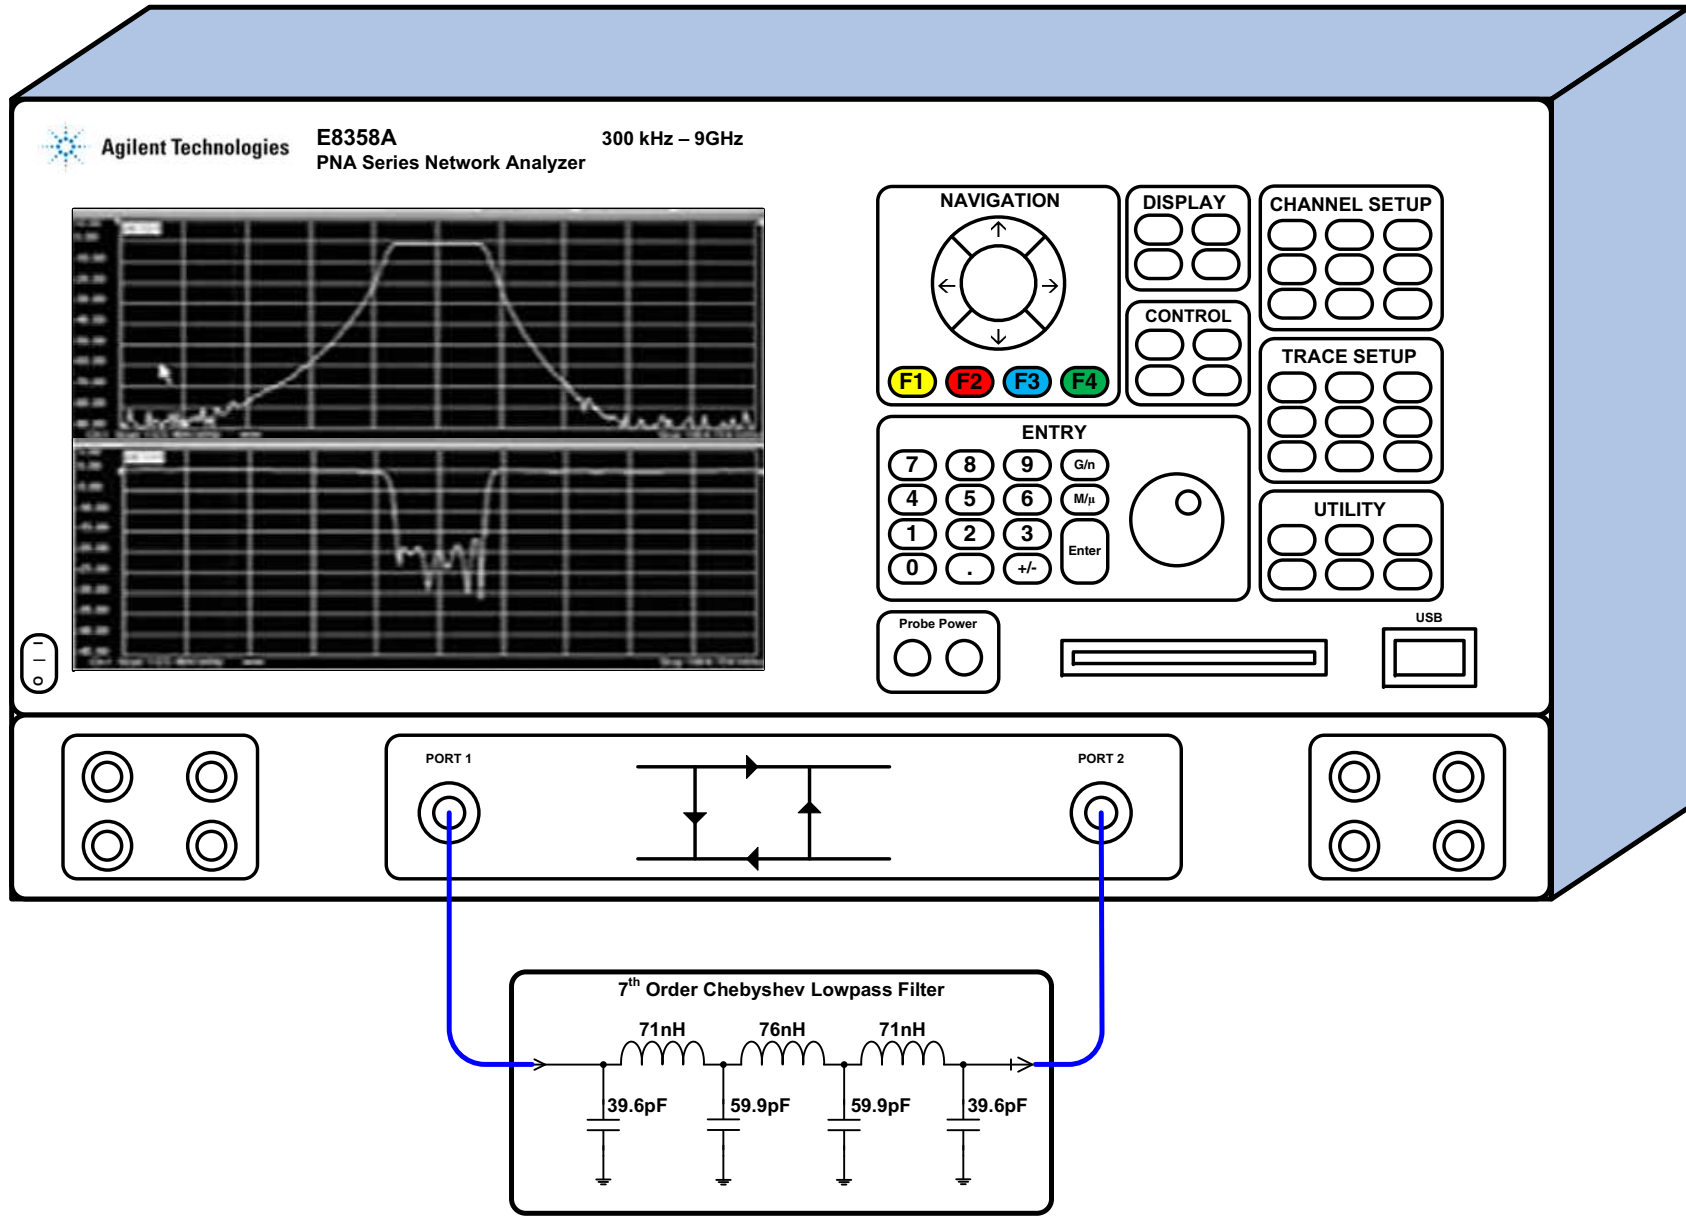 Agilent Technologies
E8358A
PNA Series Network Analyzer
300 kHz – 9GHz
NAVIGATION
F1 F2 F3 F4
DISPLAY
CONTROL
CHANNEL SETUP
TRACE SETUP
UTILITY
ENTRY
7 8 9 G/n
4 5 6 M/µ
1 2 3 Enter
0 . +/-
Probe Power
USB
PORT 1
PORT 2
7th Order Chebyshev Lowpass Filter
71nH 76nH 71nH
39.6pF 59.9pF 59.9pF 39.6pF